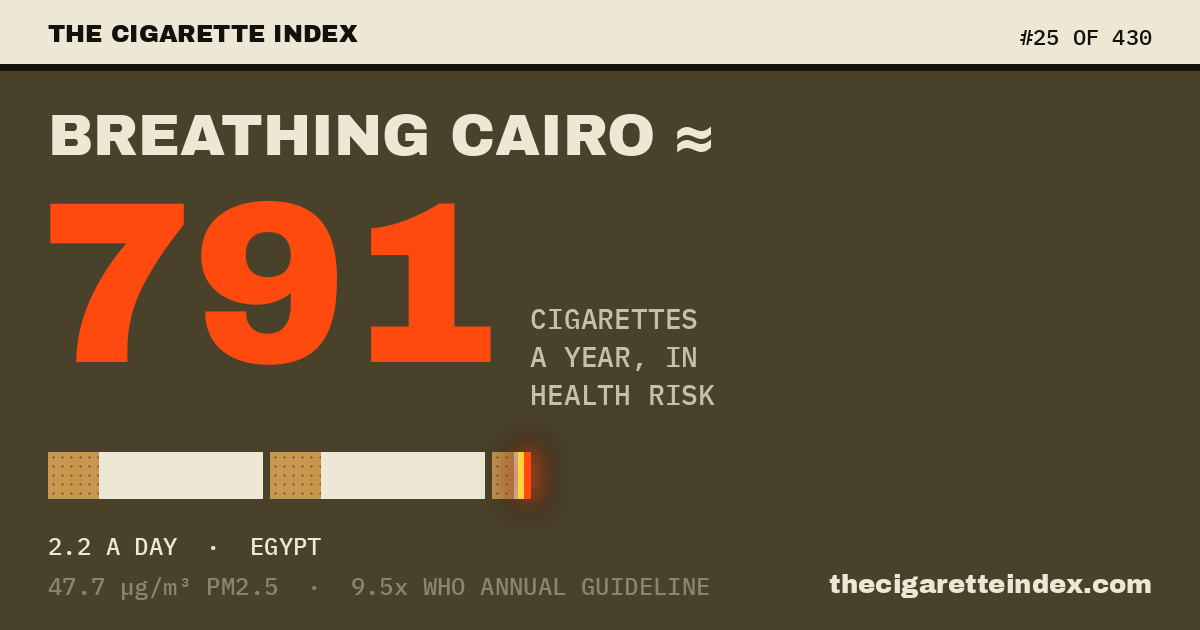 THE CIGARETTE INDEX
#25 OF 430
BREATHING CAIRO ≈
791
CIGARETTES
A YEAR, IN
HEALTH RISK
2.2 A DAY · EGYPT
47.7 µg/m³ PM2.5 · 9.5x WHO ANNUAL GUIDELINE
thecigaretteindex.com